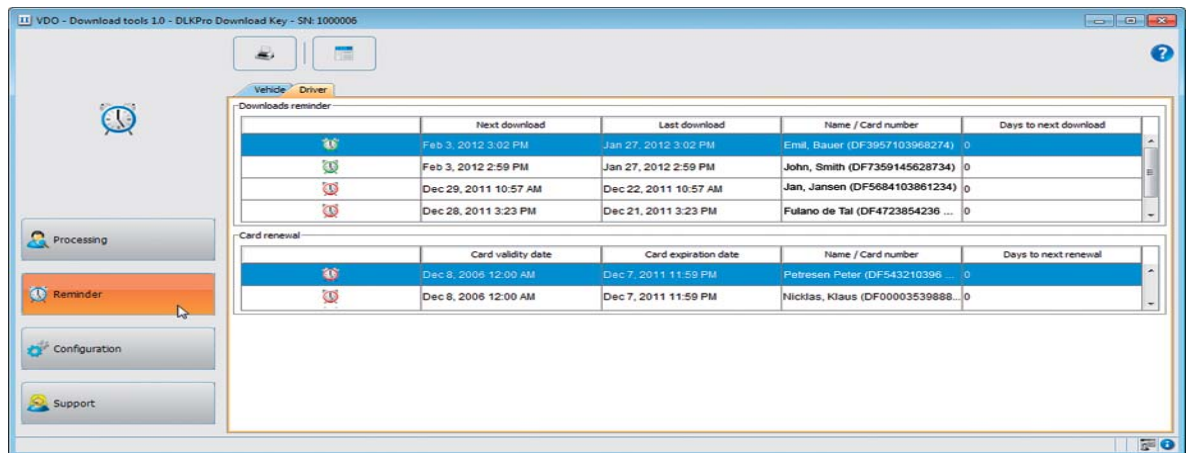 VDO - Download tools 1.0 - DLKPro Download Key - SN: 1000006
Vehicle Driver
Downloads reminder
Next download Last download Name / Card number Days to next download
Feb 3, 2012 3:02 PM Jan 27, 2012 3:02 PM Emil, Bauer (DF3957103968274) 0
Feb 3, 2012 2:59 PM Jan 27, 2012 2:59 PM John, Smith (DF7359145628734) 0
Dec 29, 2011 10:57 AM Dec 22, 2011 10:57 AM Jan, Jansen (DF5684103861234) 0
Dec 28, 2011 3:23 PM Dec 21, 2011 3:23 PM Fulano de Tal (DF4723854236 ... 0
Processing
Card renewal
Card validity date Card expiration date Name / Card number Days to next renewal
Dec 8, 2006 12:00 AM Dec 7, 2011 11:59 PM Petresen Peter (DF543210396 ... 0
Reminder
Dec 8, 2006 12:00 AM Dec 7, 2011 11:59 PM Nicklas, Klaus (DF00003539888... 0
Configuration
Support